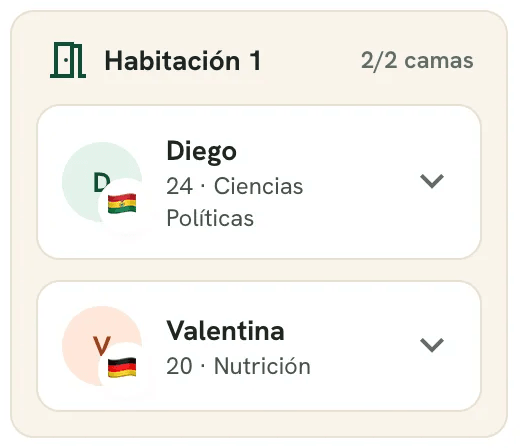 Habitación 1
2/2 camas
D
Diego
24 · Ciencias
Políticas
V
Valentina
20 · Nutrición